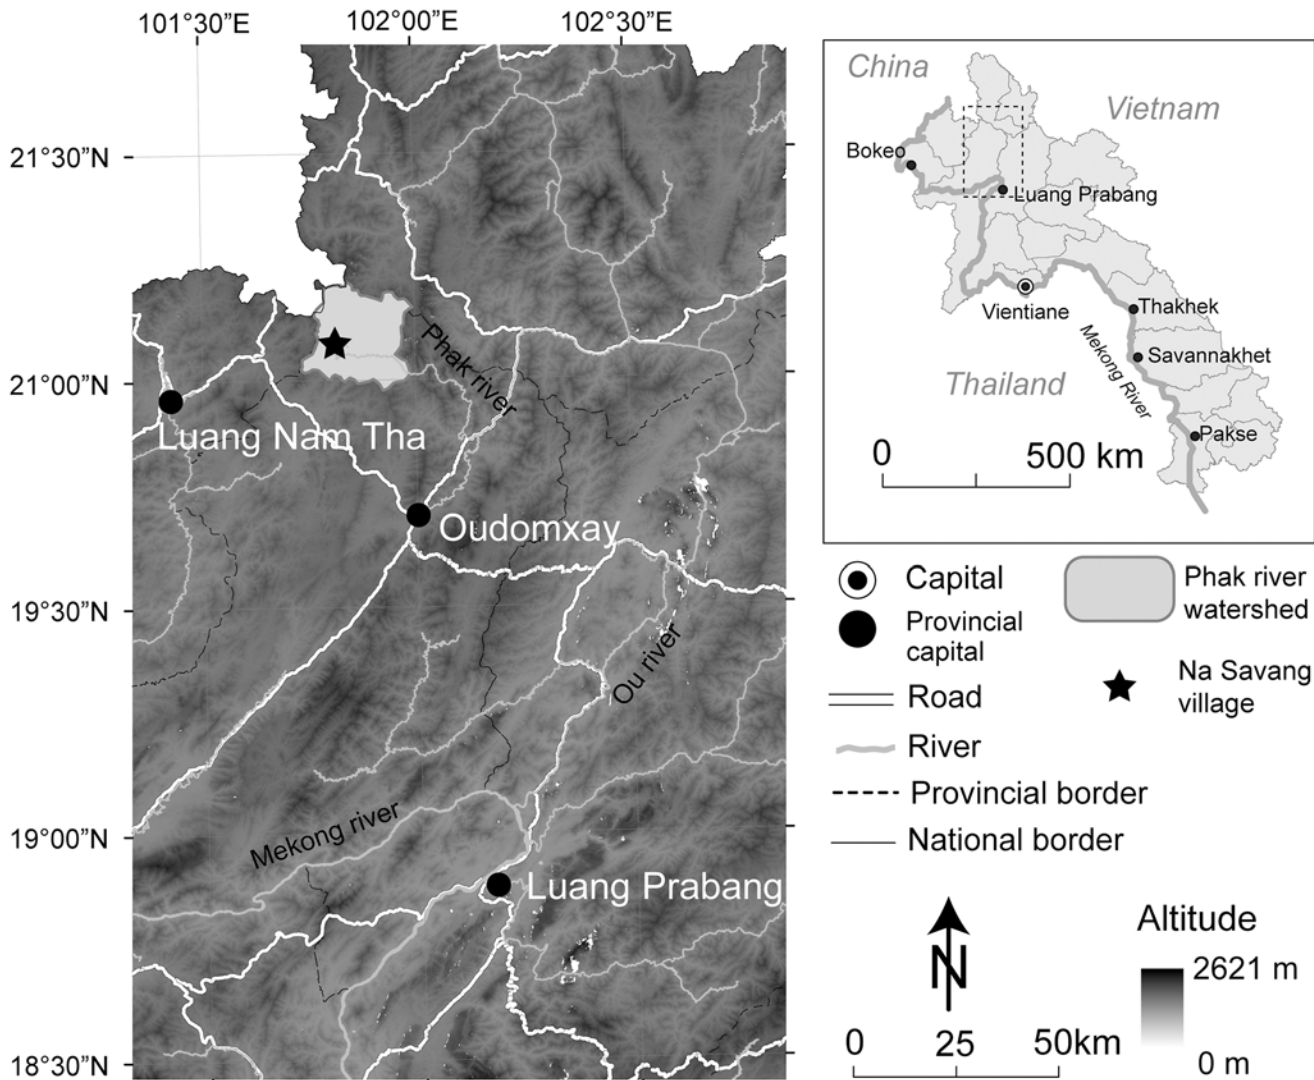 101°30”E
102°00”E
102°30”E
21°30”N
21°00”N
19°30”N
19°00”N
18°30”N
Phak river
Luang Nam Tha
Oudomxay
Ou river
Mekong river
Luang Prabang
China
Vietnam
Bokeo
Luang Prabang
Vientiane
Thakhek
Savannakhet
Mekong River
Thailand
Pakse
0
500 km
Capital
Provincial
capital
Road
River
Provincial border
National border
Phak river
watershed
Na Savang
village
N
0
25
50km
Altitude
2621 m
0 m